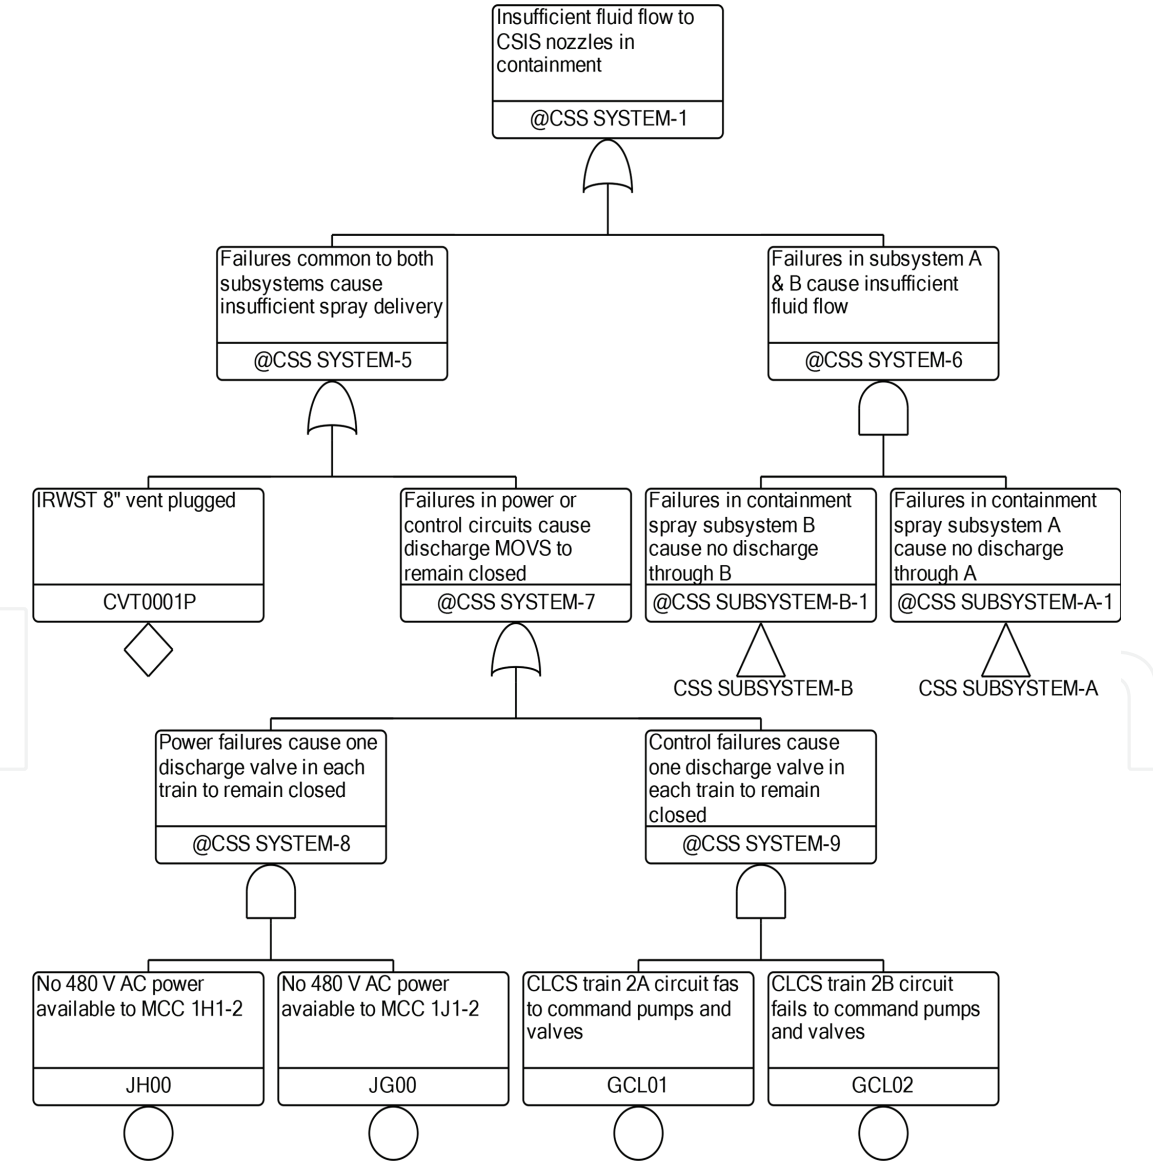 Insufficient fluid flow to
CSIS nozzles in
containment
@CSS SYSTEM-1
Failures common to both
subsystems cause
insufficient spray delivery
@CSS SYSTEM-5
Failures in subsystem A
& B cause insufficient
fluid flow
@CSS SYSTEM-6
IRWST 8" vent plugged
CVT0001P
Failures in power or
control circuits cause
discharge MOVS to
remain closed
@CSS SYSTEM-7
Failures in containment
spray subsystem B
cause no discharge
through B
@CSS SUBSYSTEM-B-1
CSS SUBSYSTEM-B
Failures in containment
spray subsystem A
cause no discharge
through A
@CSS SUBSYSTEM-A-1
CSS SUBSYSTEM-A
Power failures cause one
discharge valve in each
train to remain closed
@CSS SYSTEM-8
Control failures cause
one discharge valve in
each train to remain
closed
@CSS SYSTEM-9
No 480 V AC power
available to MCC 1H1-2
JH00
No 480 V AC power
avaiable to MCC 1J1-2
JG00
CLCS train 2A circuit fas
to command pumps and
valves
GCL01
CLCS train 2B circuit
fails to command pumps
and valves
GCL02